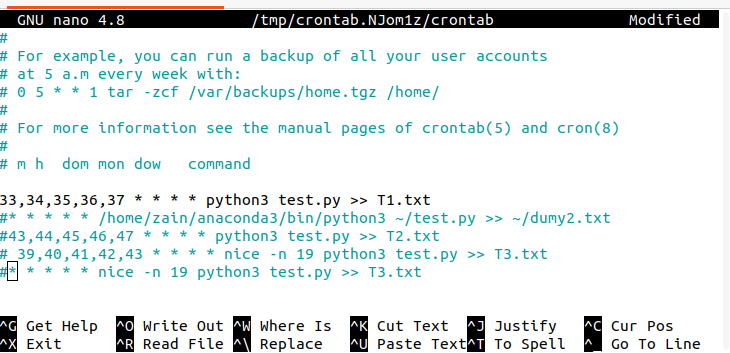 GNU nano 4.8 /tmp/crontab.NJom1z/crontab Modified
#
# For example, you can run a backup of all your user accounts
# at 5 a.m every week with:
# 0 5 * * 1 tar -zcf /var/backups/home.tgz /home/
#
# For more information see the manual pages of crontab(5) and cron(8)
#
# m h  dom mon dow   command
33,34,35,36,37 * * * * python3 test.py >> T1.txt
#* * * * * /home/zain/anaconda3/bin/python3 ~/test.py >> ~/dumy2.txt
#43,44,45,46,47 * * * * python3 test.py >> T2.txt
# 39,40,41,42,43 * * * * nice -n 19 python3 test.py >> T3.txt
#* * * * * nice -n 19 python3 test.py >> T3.txt
^G Get Help ^O Write Out ^W Where Is ^K Cut Text ^J Justify ^C Cur Pos
^X Exit ^R Read File ^\ Replace ^U Paste Text ^T To Spell ^_ Go To Line